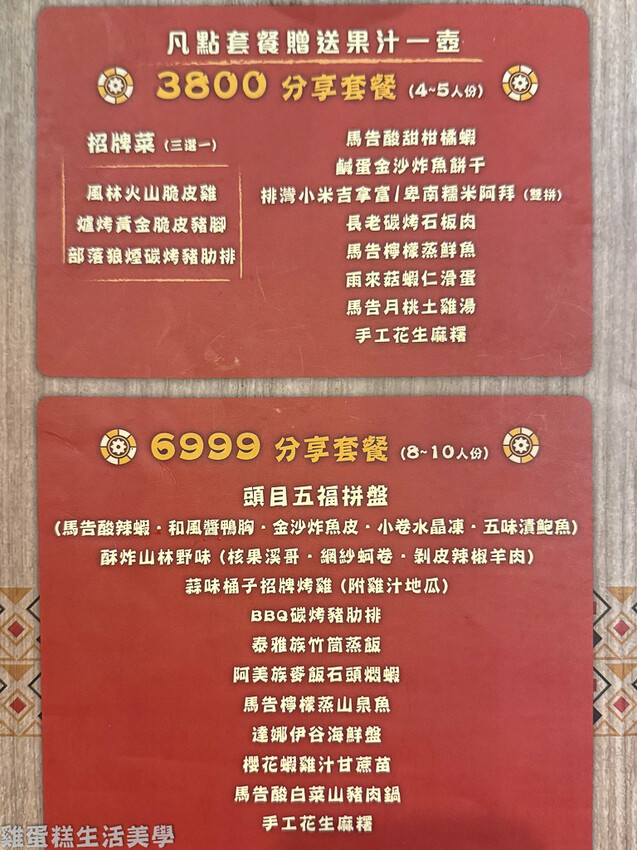 凡點套餐贈送果汁一壺
3800 分享套餐 (4~5人份)
招牌菜 (三選一)
風林火山脆皮雞
爐烤黃金脆皮豬腳
部落狼煙碳烤豬肋排
馬告酸甜柑橘蝦
鹹蛋金沙炸魚餅干
排灣小米吉拿富/卑南糯米阿拜 (雙拼)
長老碳烤石板肉
馬告檸檬蒸鮮魚
雨來菇蝦仁滑蛋
馬告月桃土雞湯
手工花生麻糬
6999 分享套餐 (8~10人份)
頭目五福拼盤
(馬告酸辣蝦·和風醬鴨胸·金沙炸魚皮·小卷水晶凍·五味漬鮑魚)
酥炸山林野味 (核果溪哥·網紗蚵卷·剝皮辣椒羊肉)
蒜味桶子招牌烤雞 (附雞汁地瓜)
BBQ碳烤豬肋排
泰雅族竹筒蒸飯
阿美族麥飯石頭燜蝦
馬告檸檬蒸山泉魚
達娜伊谷海鮮盤
櫻花蝦雞汁甘蔗苗
馬告酸白菜山豬肉鍋
手工花生麻糬
雞蛋糕生活美學